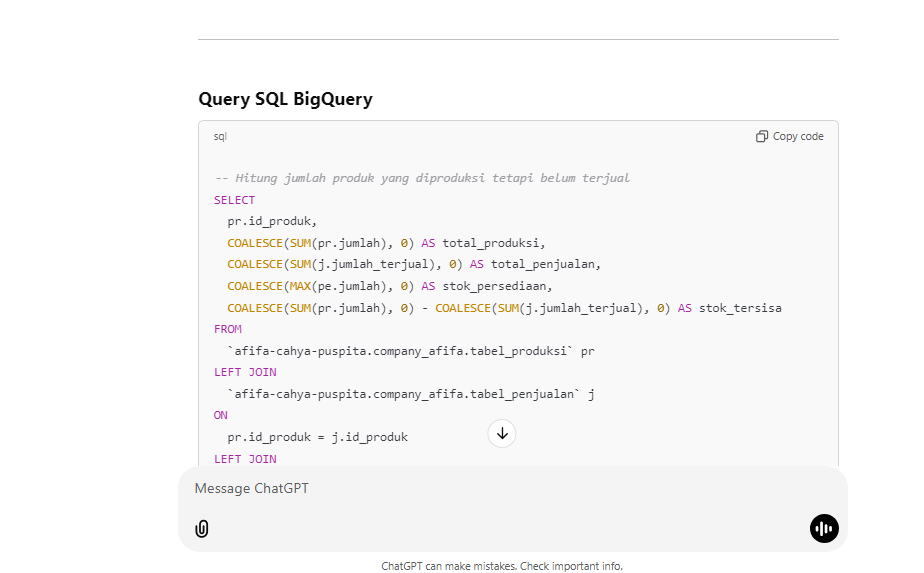 Query SQL BigQuery
sql
Copy code
-- Hitung jumlah produk yang diproduksi tetapi belum terjual
SELECT
pr.id_produk,
COALESCE(SUM(pr.jumlah), 0) AS total_produksi,
COALESCE(SUM(j.jumlah_terjual), 0) AS total_penjualan,
COALESCE(MAX(pe.jumlah), 0) AS stok_persediaan,
COALESCE(SUM(pr.jumlah), 0) - COALESCE(SUM(j.jumlah_terjual), 0) AS stok_tersisa
FROM
`afifa-cahya-puspita.company_afifa.tabel_produksi` pr
LEFT JOIN
`afifa-cahya-puspita.company_afifa.tabel_penjualan` j
ON
pr.id_produk = j.id_produk
LEFT JOIN
Message ChatGPT
ChatGPT can make mistakes. Check important info.